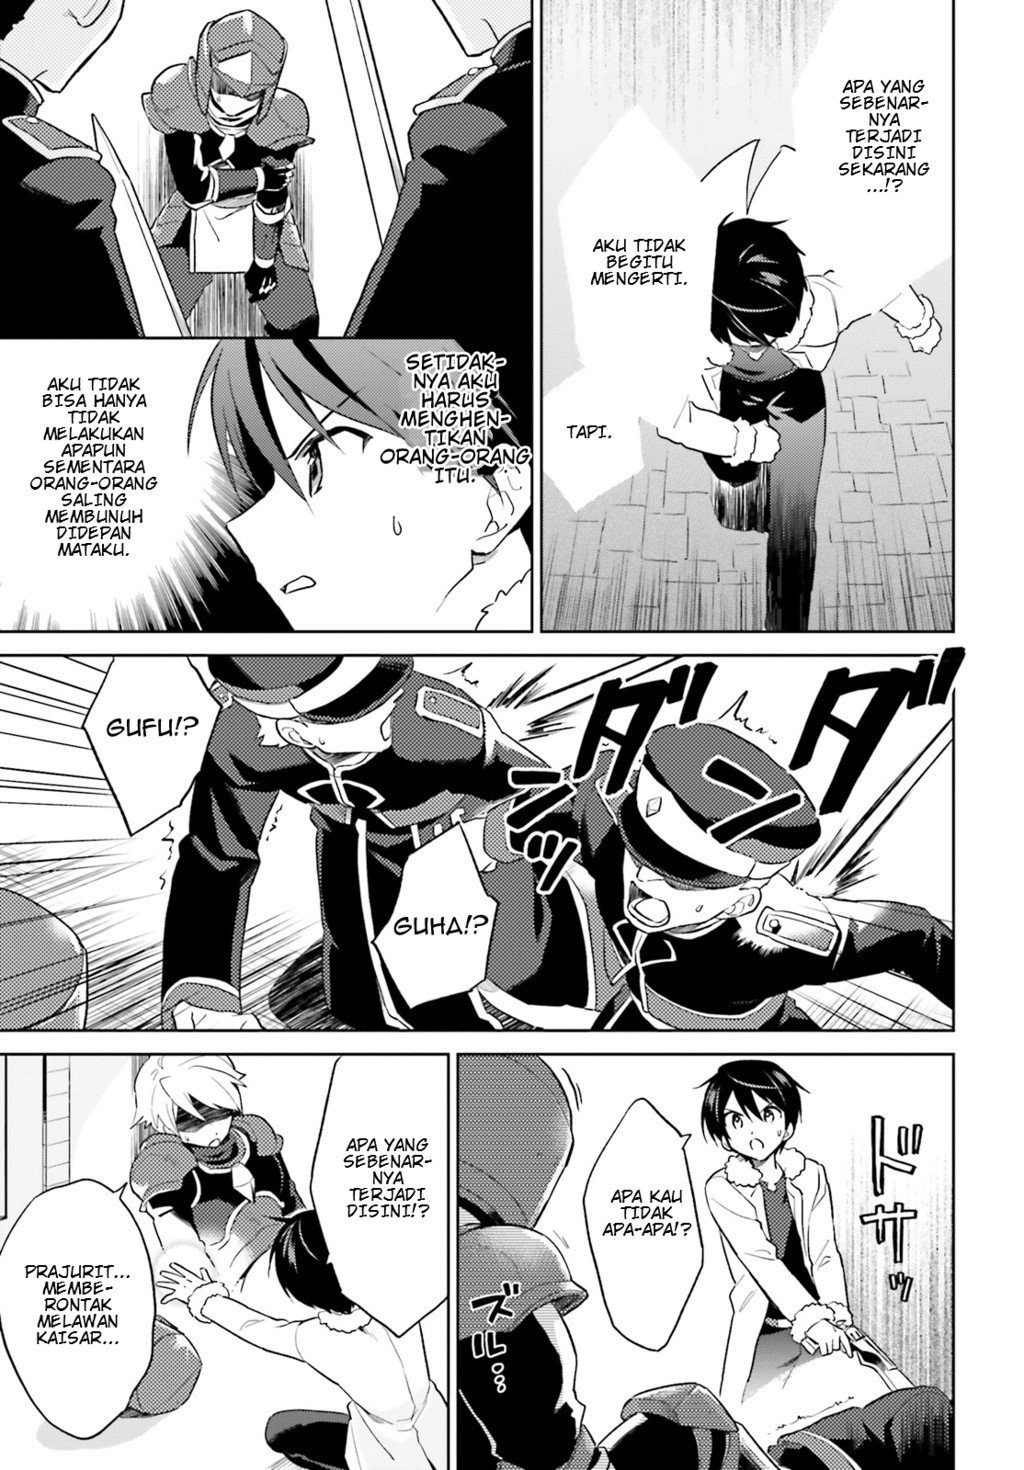 APA YANG
SEBENAR-
NYA
TERJADI
DISINI
SEKARANG
...!?
AKU TIDAK
BEGITU
MENGERTI.
TAPI.
SETIDAK-
NYA AKU
HARUS
MENGHEN-
TIKAN
ORANG-ORANG
ITU.
AKU TIDAK
BISA HANYA
TIDAK
MELAKUKAN
APAPUN
SEMENTARA
ORANG-ORANG
SALING
MEMBUNUH
DIDEPAN
MATAKU.
ダンダンッ
GUHA!?
GUFU!?
ドサッ
APA KAU
TIDAK
APA-APA!?
ズル...
APA YANG
SEBENAR-
NYA
TERJADI
DISINI!?
PRAJURIT...
MEMBE-
RONTAK
MELAWAN
KAISAR...